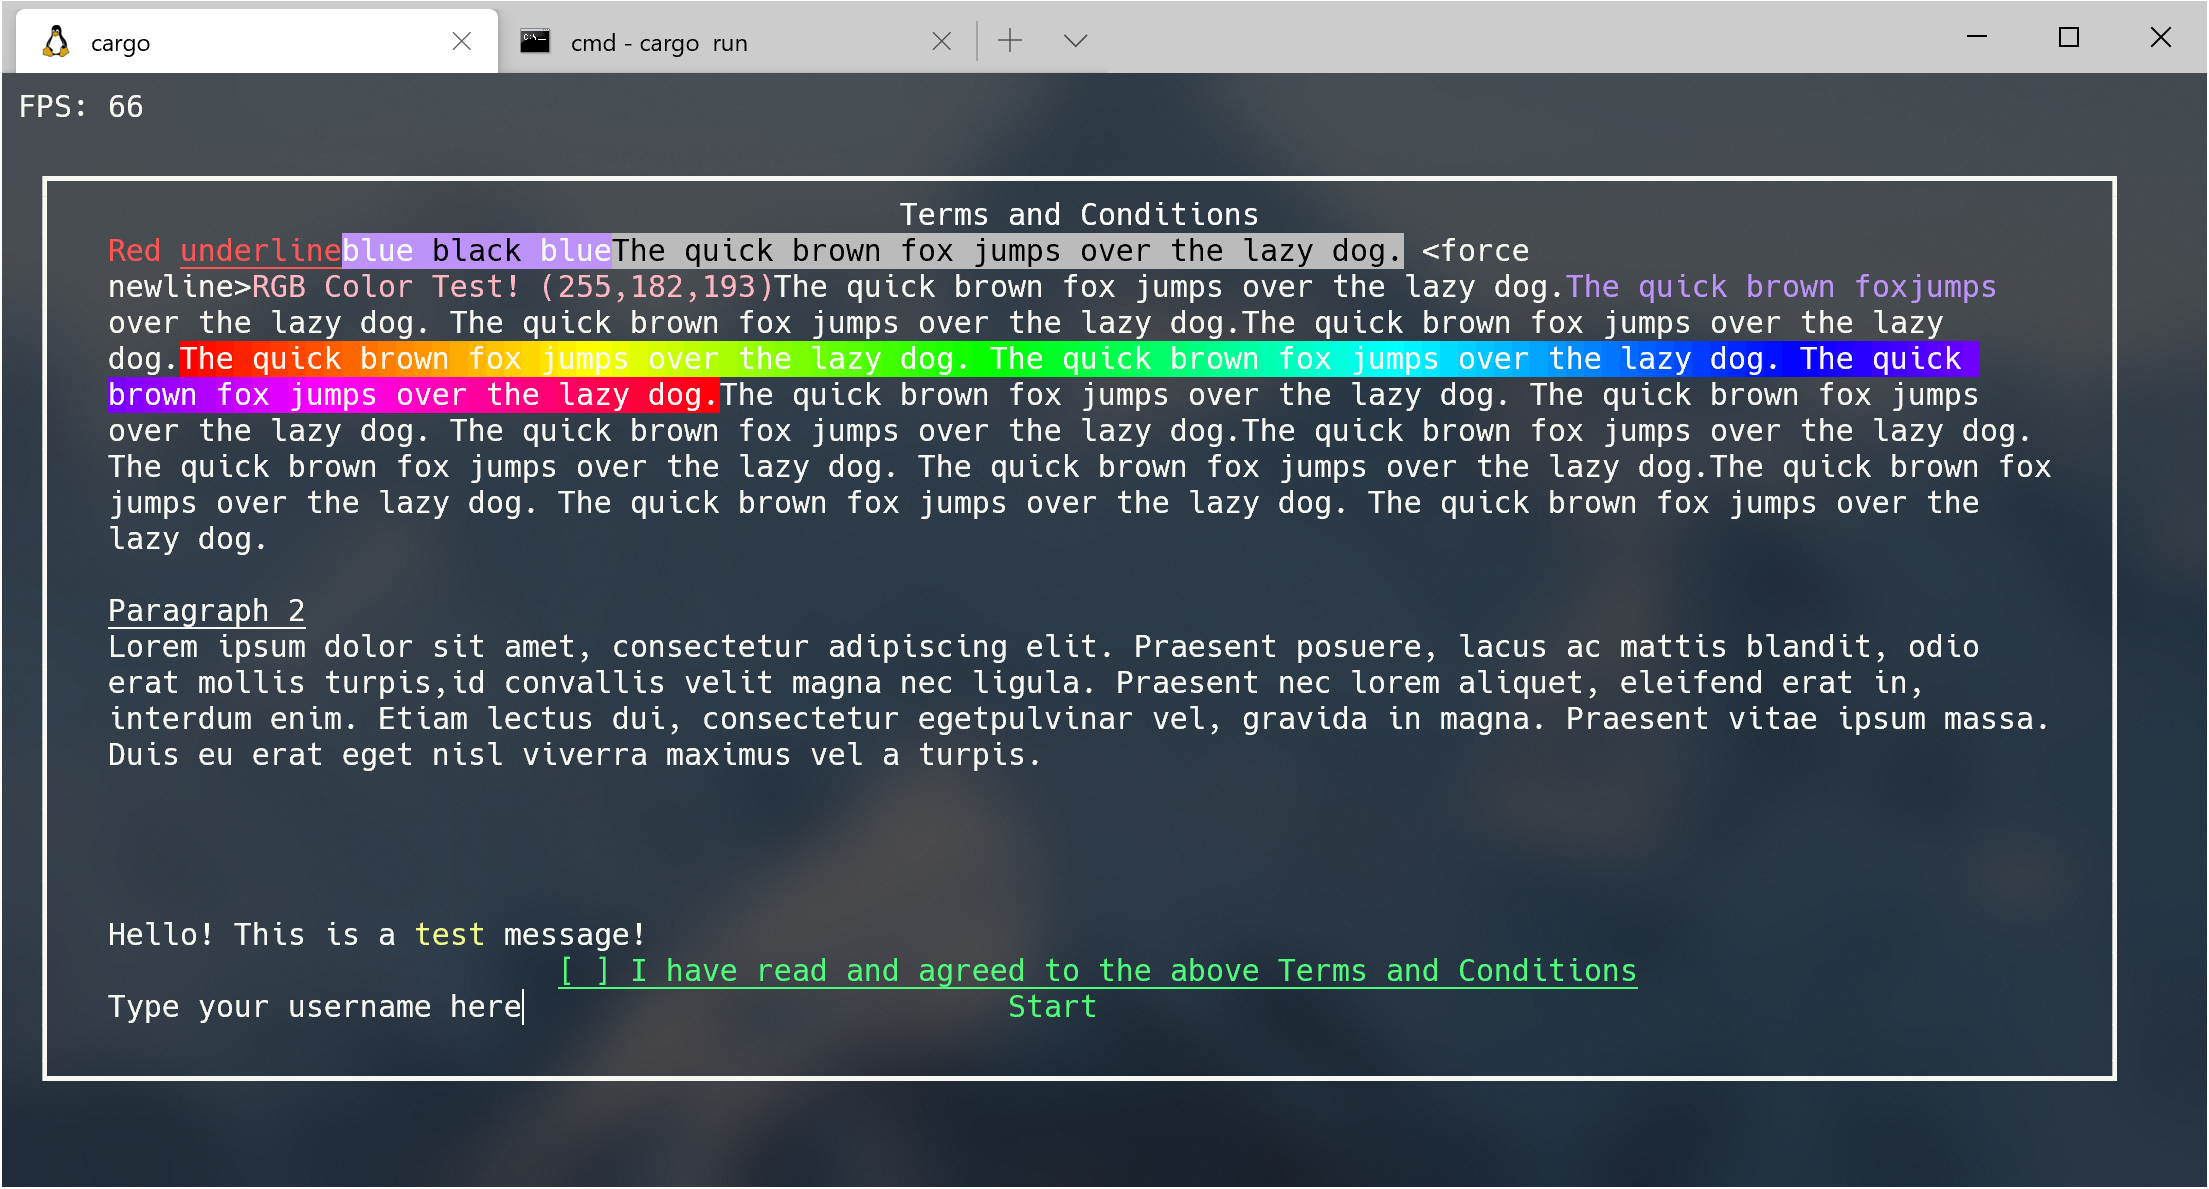 cargo
cmd - cargo  run
FPS: 66
Terms and Conditions
Red underlineblue black blueThe quick brown fox jumps over the lazy dog. <force
newline>RGB Color Test! (255,182,193)The quick brown fox jumps over the lazy dog.The quick brown foxjumps
over the lazy dog. The quick brown fox jumps over the lazy dog.The quick brown fox jumps over the lazy
dog.The quick brown fox jumps over the lazy dog. The quick brown fox jumps over the lazy dog. The quick
brown fox jumps over the lazy dog.The quick brown fox jumps over the lazy dog. The quick brown fox jumps
over the lazy dog. The quick brown fox jumps over the lazy dog.The quick brown fox jumps over the lazy dog.
The quick brown fox jumps over the lazy dog. The quick brown fox jumps over the lazy dog.The quick brown fox
jumps over the lazy dog. The quick brown fox jumps over the lazy dog. The quick brown fox jumps over the
lazy dog.
Paragraph 2
Lorem ipsum dolor sit amet, consectetur adipiscing elit. Praesent posuere, lacus ac mattis blandit, odio
erat mollis turpis,id convallis velit magna nec ligula. Praesent nec lorem aliquet, eleifend erat in,
interdum enim. Etiam lectus dui, consectetur egetpulvinar vel, gravida in magna. Praesent vitae ipsum massa.
Duis eu erat eget nisl viverra maximus vel a turpis.
Hello! This is a test message!
[ ] I have read and agreed to the above Terms and Conditions
Type your username here
Start